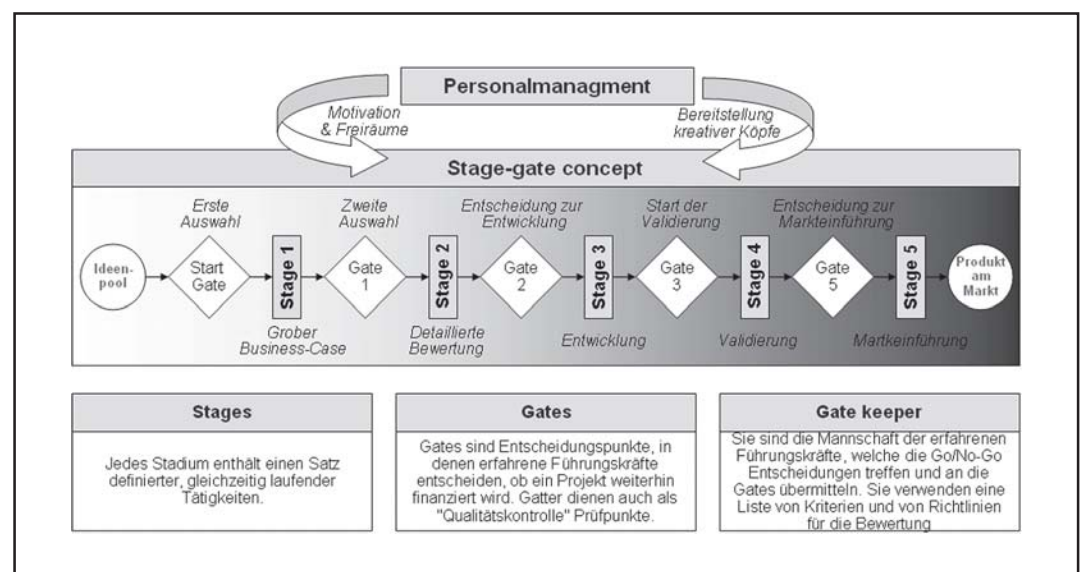 Personalmanagment
Motivation
& Freiräume
Bereitstellung
kreativer Köpfe
Stage-gate concept
Erste
Auswahl
Zweite
Auswahl
Entscheidung zur
Entwicklung
Start der
Validierung
Entscheidung zur
Markteinführung
Ideen-
pool
Start
Gate
Stage 1
Gate
1
Stage 2
Gate
2
Stage 3
Gate
3
Stage 4
Gate
5
Stage 5
Produkt
am
Markt
Grober
Business-Case
Detaillierte
Bewertung
Entwicklung
Validierung
Martkeinführung
Stages
Jedes Stadium enthält einen Satz
definierter, gleichzeitig laufender
Tätigkeiten.
Gates
Gates sind Entscheidungspunkte, in
denen erfahrene Führungskräfte
entscheiden, ob ein Projekt weiterhin
finanziert wird. Gatter dienen auch als
"Qualitätskontrolle" Prüfpunkte.
Gate keeper
Sie sind die Mannschaft der erfahrenen
Führungskräfte, welche die Go/No-Go
Entscheidungen treffen und an die
Gates übermitteln. Sie verwenden eine
Liste von Kriterien und von Richtlinien
für die Bewertung